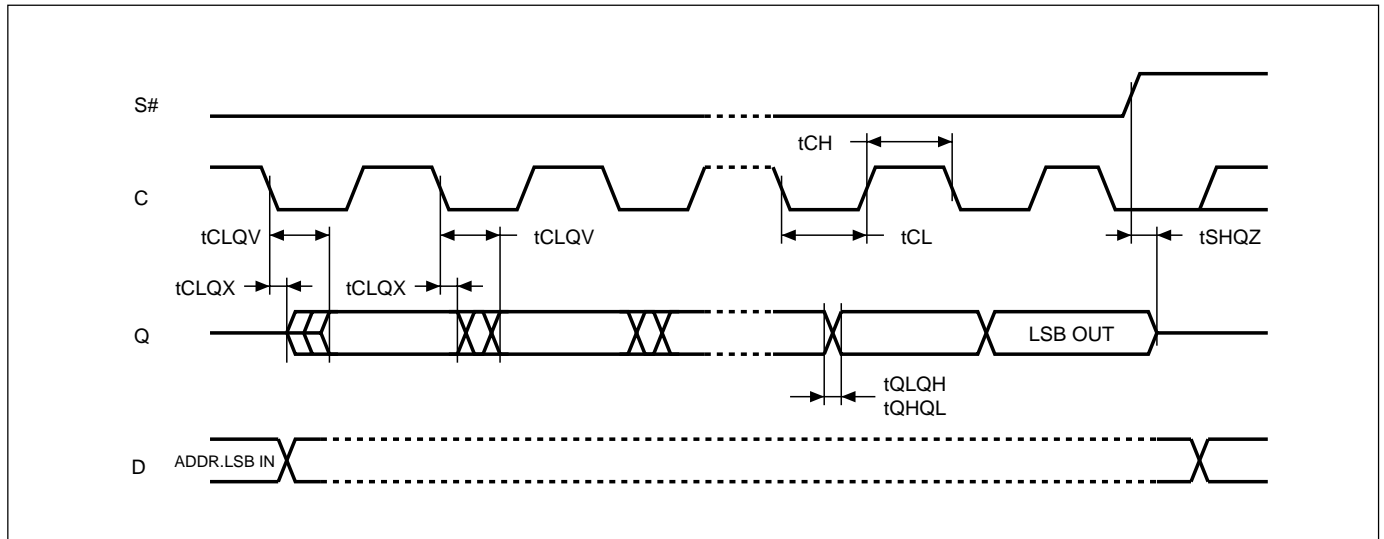 S#
tCH
C
tCLQV
tCLQV
tCL
tSHQZ
tCLQX
tCLQX
Q
LSB OUT
tQLQH
tQHQL
D
ADDR.LSB IN